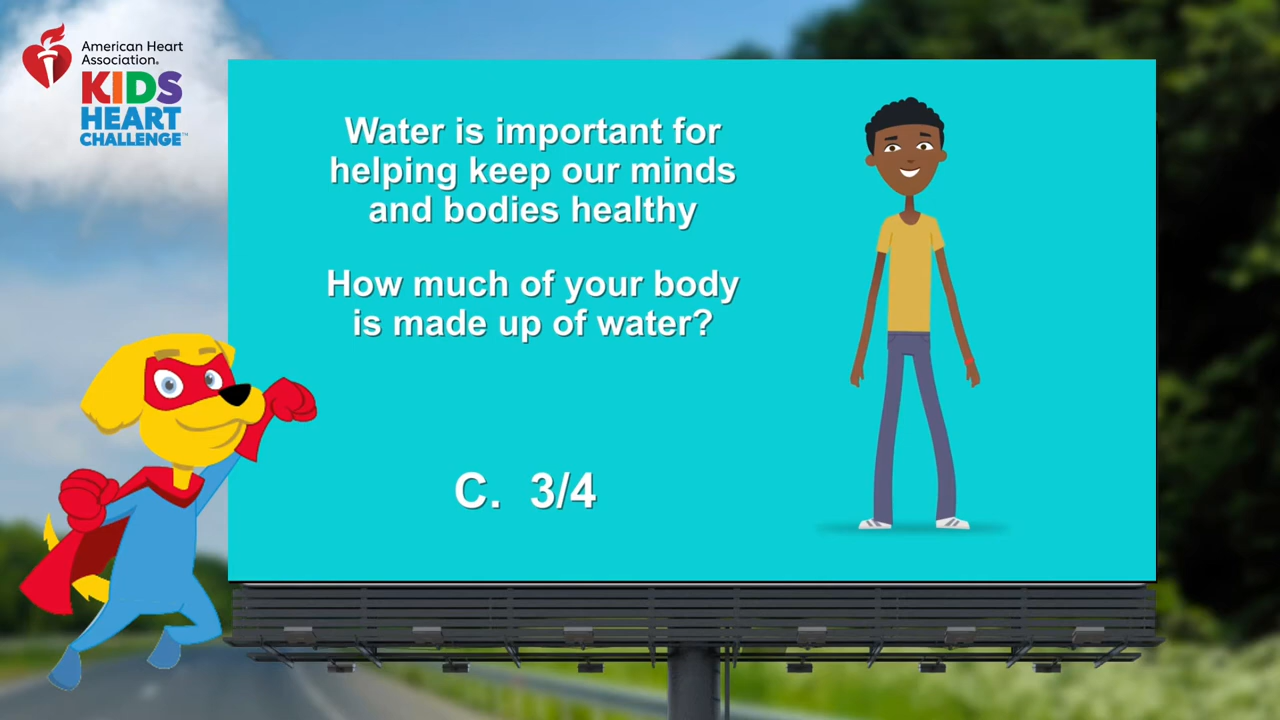 American Heart
Association.
KIDS
HEART
CHALLENGE™
Water is important for
helping keep our minds
and bodies healthy
How much of your body
is made up of water?
C. 3/4